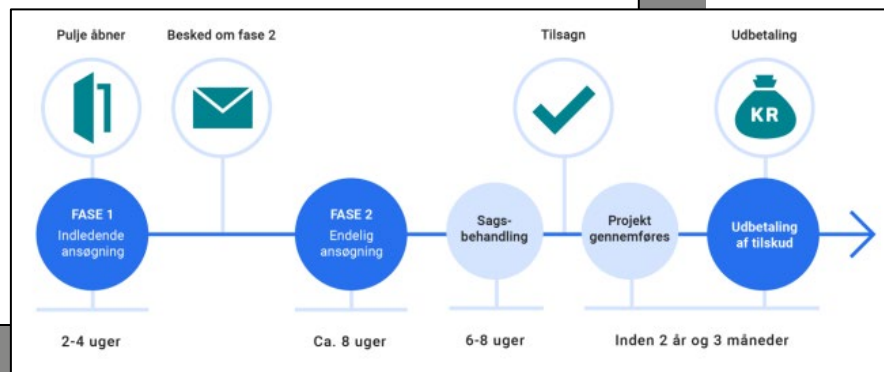 Pulje åbner
Besked om fase 2
Tilsagn
Udbetaling
KR
FASE 1
Indledende
ansøgning
FASE 2
Endelig
ansøgning
Sags-
behandling
Projekt
gennemføres
Udbetaling
af tilskud
2-4 uger
Ca. 8 uger
6-8 uger
Inden 2 år og 3 måneder